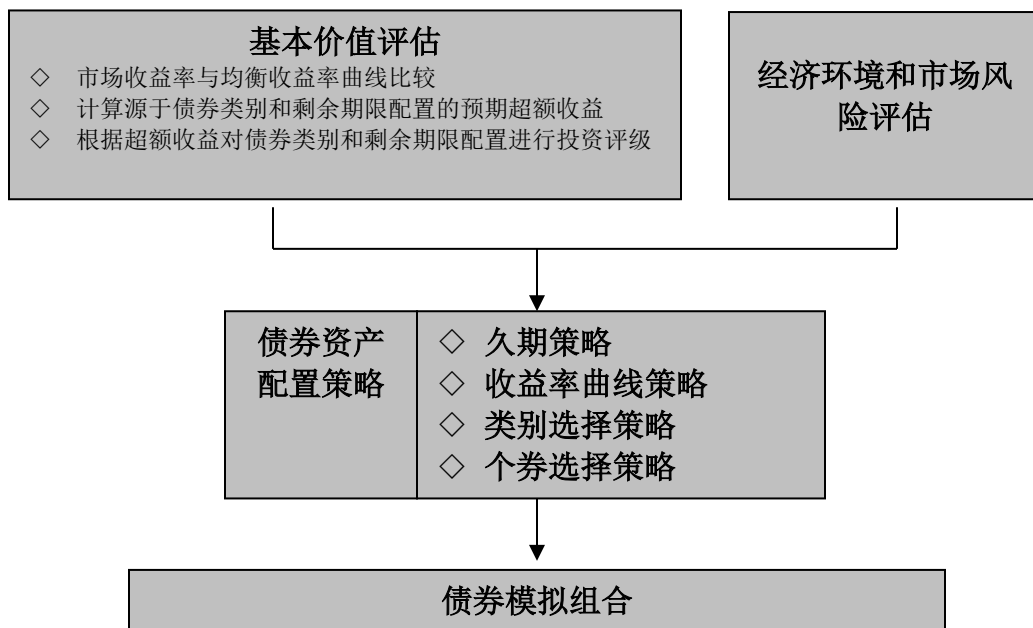 基本价值评估
◇ 市场收益率与均衡收益率曲线比较
◇ 计算源于债券类别和剩余期限配置的预期超额收益
◇ 根据超额收益对债券类别和剩余期限配置进行投资评级
经济环境和市场风
险评估
债券资产
配置策略
◇ 久期策略
◇ 收益率曲线策略
◇ 类别选择策略
◇ 个券选择策略
债券模拟组合